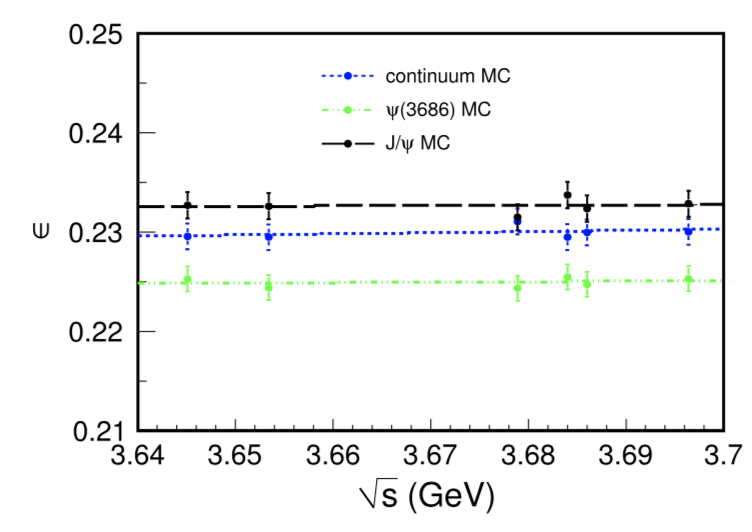 0.25
0.24
0.23
0.22
0.21
ϵ
continuum MC
ψ(3686) MC
J/ψ MC
3.64 3.65 3.66 3.67 3.68 3.69 3.7
√s (GeV)